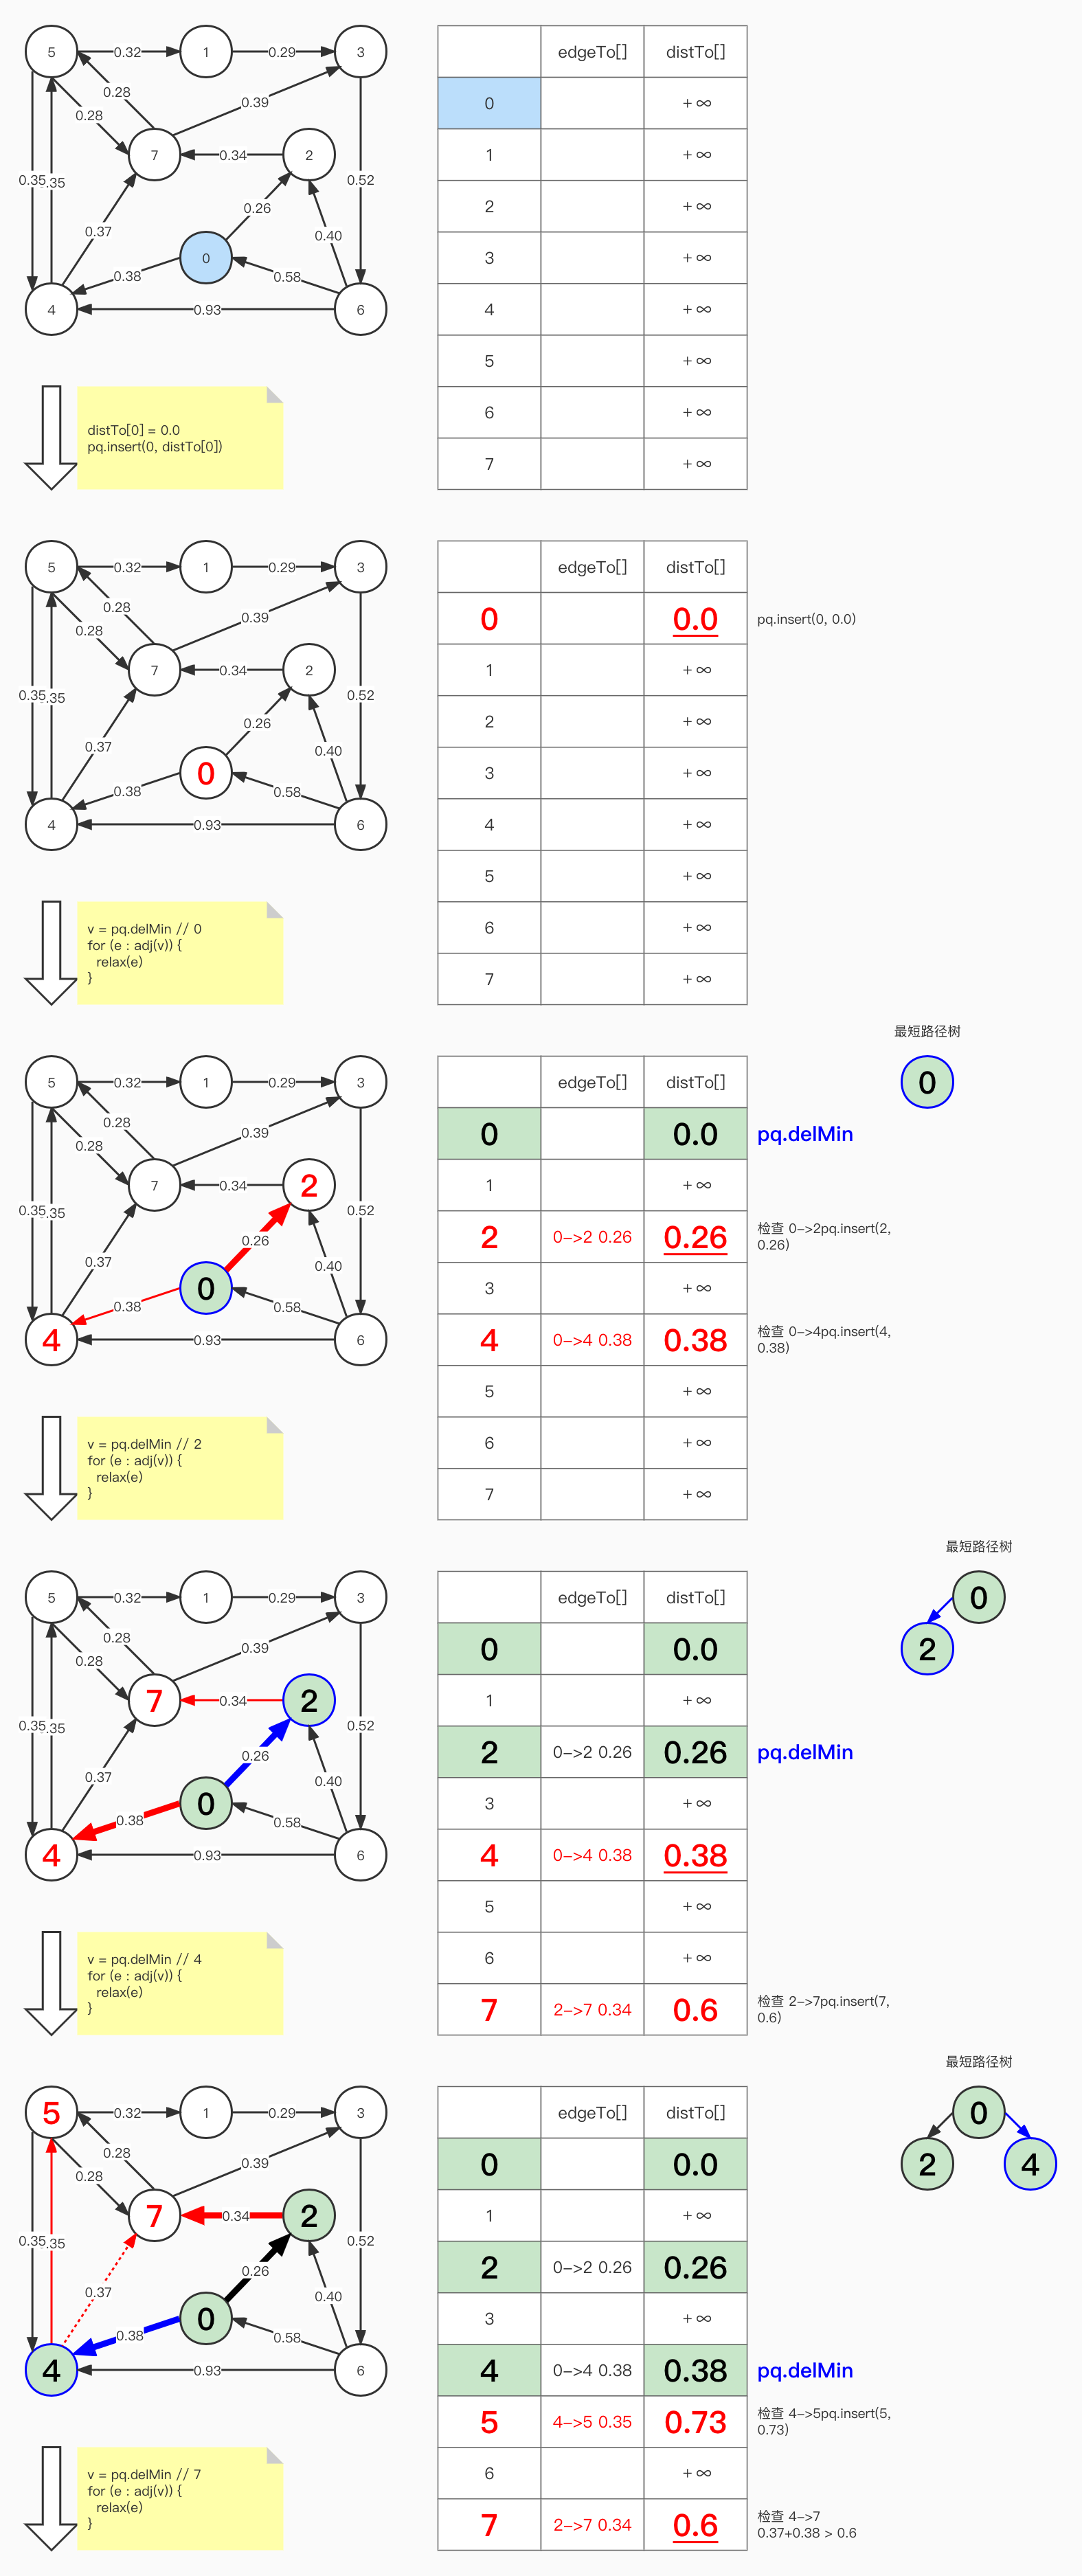 5 0.32 1 0.29 3
0.28
0.39
0.28
7 0.34 2
0.35 .35 0.52
0.26
0.37 0.40
0
0.38 0.58
4 0.93 6
edgeTo[] distTo[]
0 +∞
1 +∞
2 +∞
3 +∞
4 +∞
5 +∞
6 +∞
7 +∞
distTo[0] = 0.0
pq.insert(0, distTo[0])
5 0.32 1 0.29 3
0.28
0.39
0.28
7 0.34 2
0.35 .35 0.52
0.26
0.37 0.40
0
0.38 0.58
4 0.93 6
edgeTo[] distTo[]
0 0.0 pq.insert(0, 0.0)
1 +∞
2 +∞
3 +∞
4 +∞
5 +∞
6 +∞
7 +∞
v = pq.delMin // 0
for (e : adj(v)) {
relax(e)
}
最短路径树
0
5 0.32 1 0.29 3
0.28
0.39
0.28
7 0.34 2
0.35 .35 0.52
0.26
0.37 0.40
0
0.38 0.58
4 0.93 6
edgeTo[] distTo[]
0 0.0 pq.delMin
1 +∞
2 0->2 0.26 0.26 检查 0->2pq.insert(2,
0.26)
3 +∞
4 0->4 0.38 0.38 检查 0->4pq.insert(4,
0.38)
5 +∞
6 +∞
7 +∞
v = pq.delMin // 2
for (e : adj(v)) {
relax(e)
}
最短路径树
0
2
5 0.32 1 0.29 3
0.28
0.39
0.28
7 0.34 2
0.35 .35 0.52
0.26
0.37 0.40
0
0.38 0.58
4 0.93 6
edgeTo[] distTo[]
0 0.0
1 +∞
2 0->2 0.26 0.26 pq.delMin
3 +∞
4 0->4 0.38 0.38
5 +∞
6 +∞
7 2->7 0.34 0.6 检查 2->7pq.insert(7,
0.6)
v = pq.delMin // 4
for (e : adj(v)) {
relax(e)
}
最短路径树
0
2 4
5 0.32 1 0.29 3
0.28
0.39
0.28
7 0.34 2
0.35 .35 0.52
0.26
0.37 0.40
0
0.38 0.58
4 0.93 6
edgeTo[] distTo[]
0 0.0
1 +∞
2 0->2 0.26 0.26
3 +∞
4 0->4 0.38 0.38 pq.delMin
5 4->5 0.35 0.73 检查 4->5pq.insert(5,
0.73)
6 +∞
7 2->7 0.34 0.6 检查 4->7
0.37+0.38 > 0.6
v = pq.delMin // 7
for (e : adj(v)) {
relax(e)
}